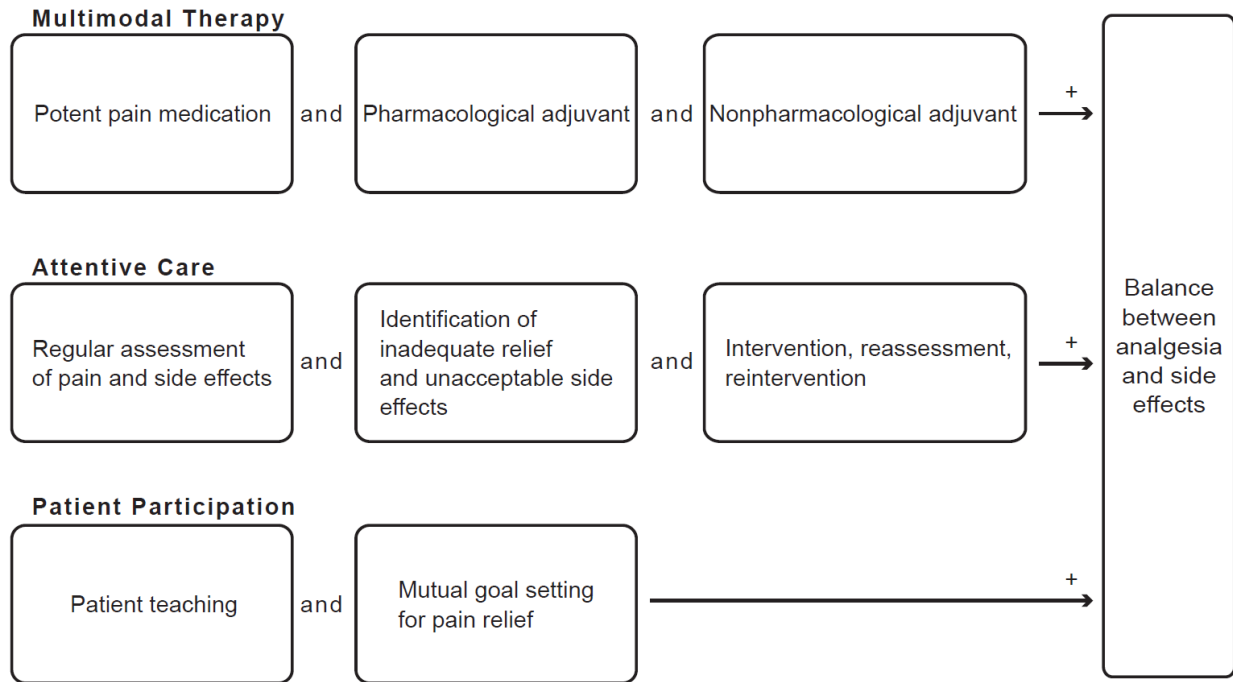 Multimodal Therapy
Potent pain medication
and
Pharmacological adjuvant
and
Nonpharmacological adjuvant
+
Attentive Care
Regular assessment
of pain and side effects
and
Identification of
inadequate relief
and unacceptable side
effects
and
Intervention, reassessment,
reintervention
+
Patient Participation
Patient teaching
and
Mutual goal setting
for pain relief
+
Balance
between
analgesia
and side
effects